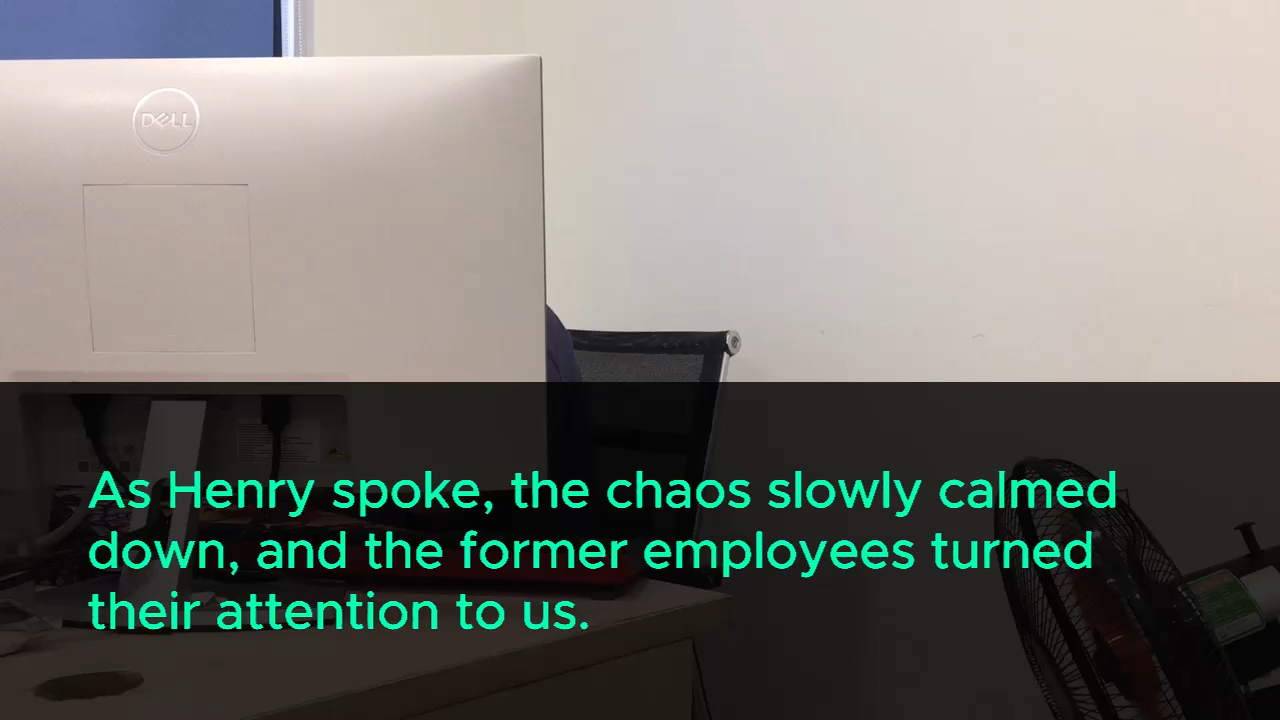 DELL
As Henry spoke, the chaos slowly calmed
down, and the former employees turned
their attention to us.